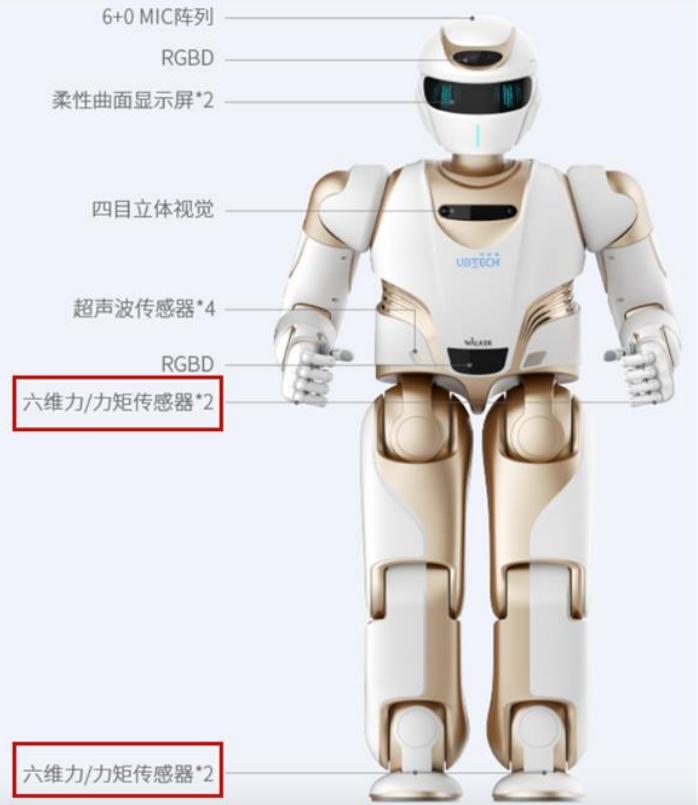 6+0 MIC阵列
RGBD
柔性曲面显示屏*2
四目立体视觉
UBTECH
超声波传感器*4
WALKER
RGBD
六维力/力矩传感器*2
六维力/力矩传感器*2